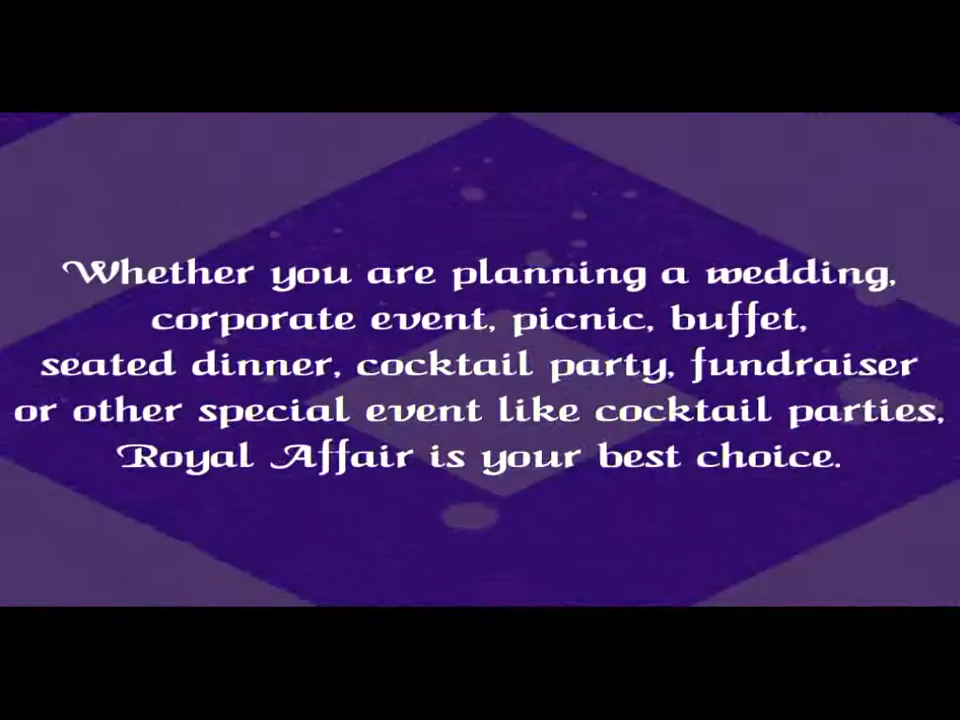 Whether you are planning a wedding,
corporate event, picnic, buffet,
seated dinner, cocktail party, fundraiser
or other special event like cocktail parties,
Royal Affair is your best choice.